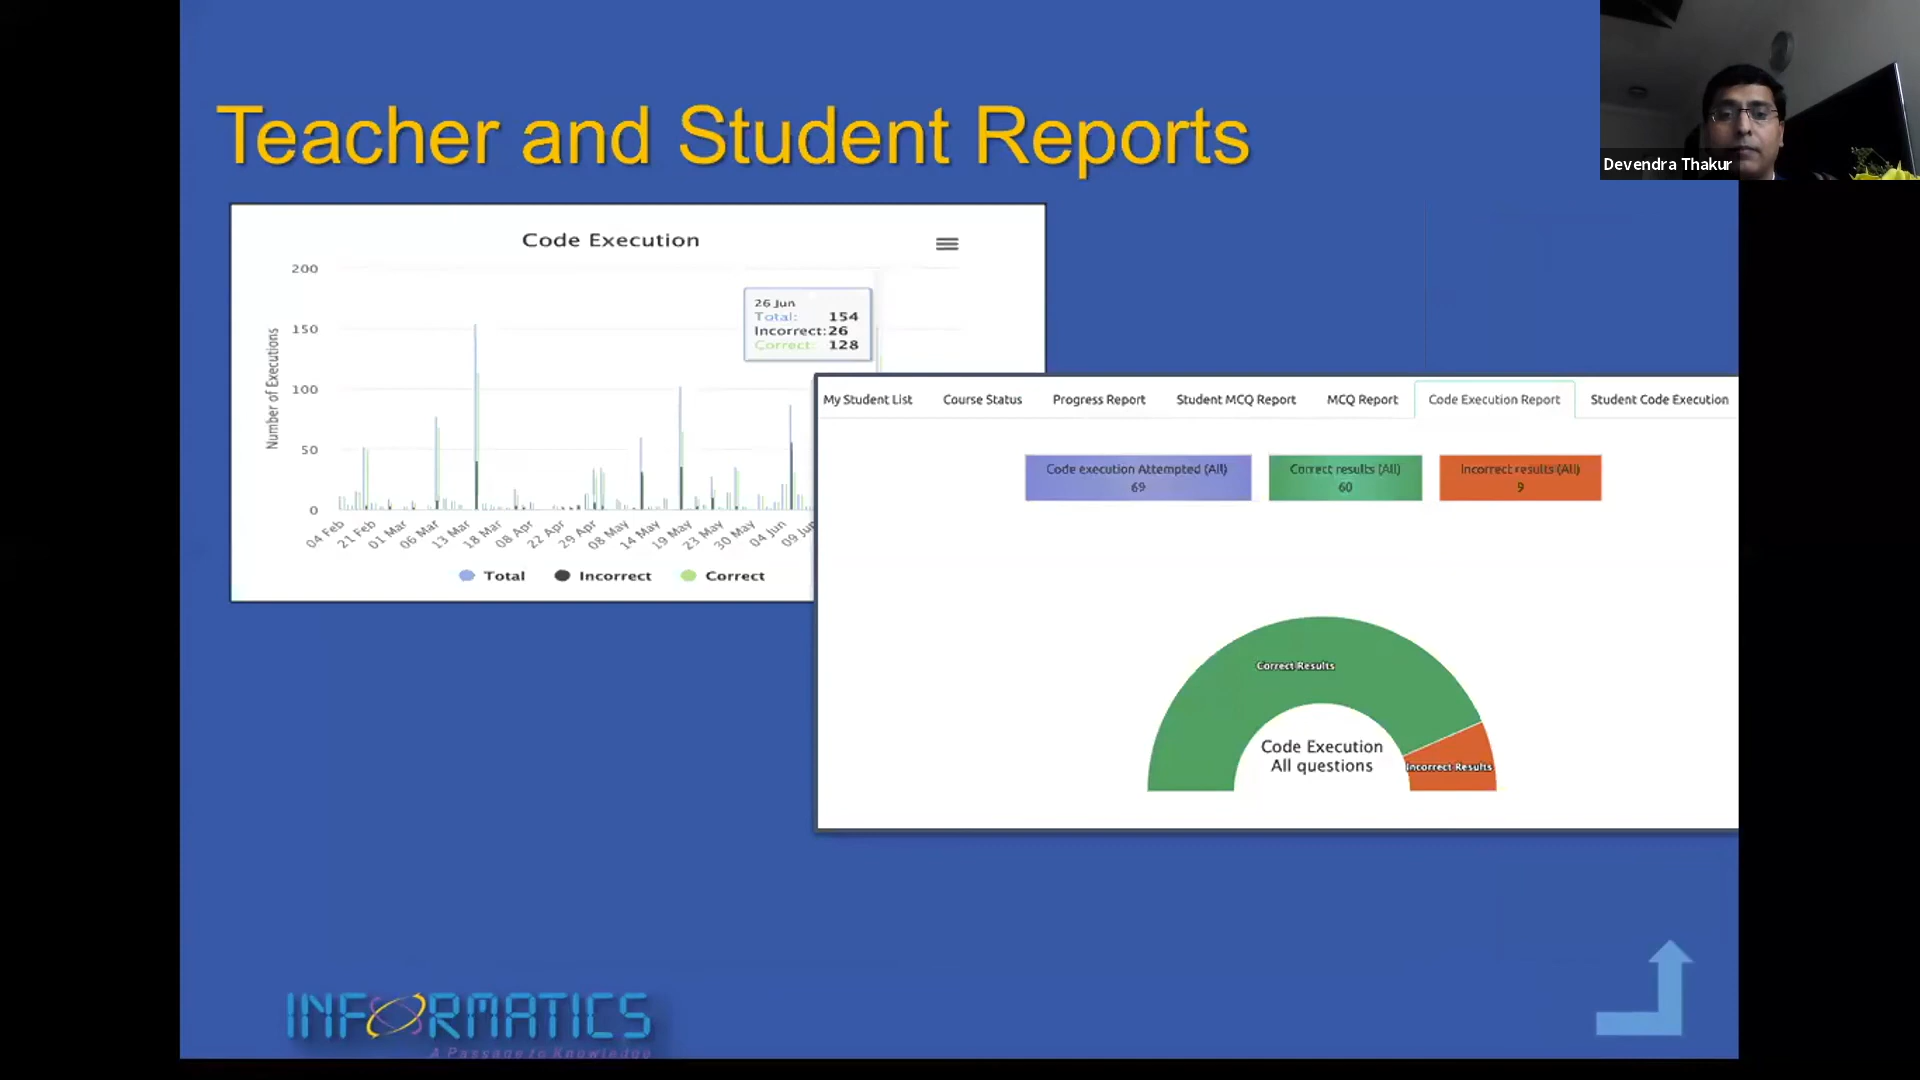 Teacher and Student Reports
Devendra Thakur
Code Execution
200
150
100
50
0
Number of Executions
26 Jun
Total: 154
Incorrect: 26
Correct: 128
04 Feb
21 Feb
01 Mar
06 Mar
13 Mar
18 Mar
08 Apr
22 Apr
29 Apr
08 May
14 May
19 May
23 May
30 May
04 Jun
09 Ju
Total
Incorrect
Correct
My Student List Course Status Progress Report Student MCQ Report MCQ Report Code Execution Report Student Code Execution
Code execution Attempted (All)
69
Correct results (All)
60
Incorrect results (All)
9
Correct Results
Code Execution
All questions
Incorrect Results
INFORMATICS
A Passage to Knowledge